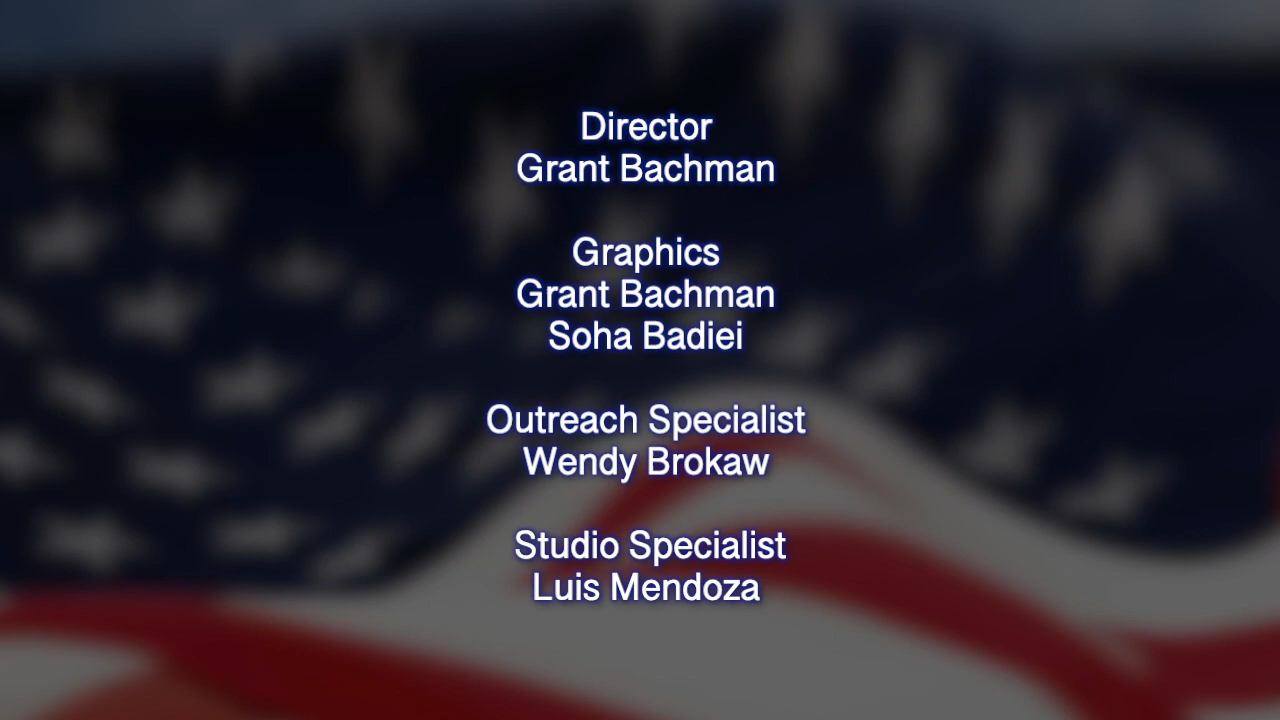 Director
Grant Bachman
Graphics
Grant Bachman
Soha Badiei
Outreach Specialist
Wendy Brokaw
Studio Specialist
Luis Mendoza